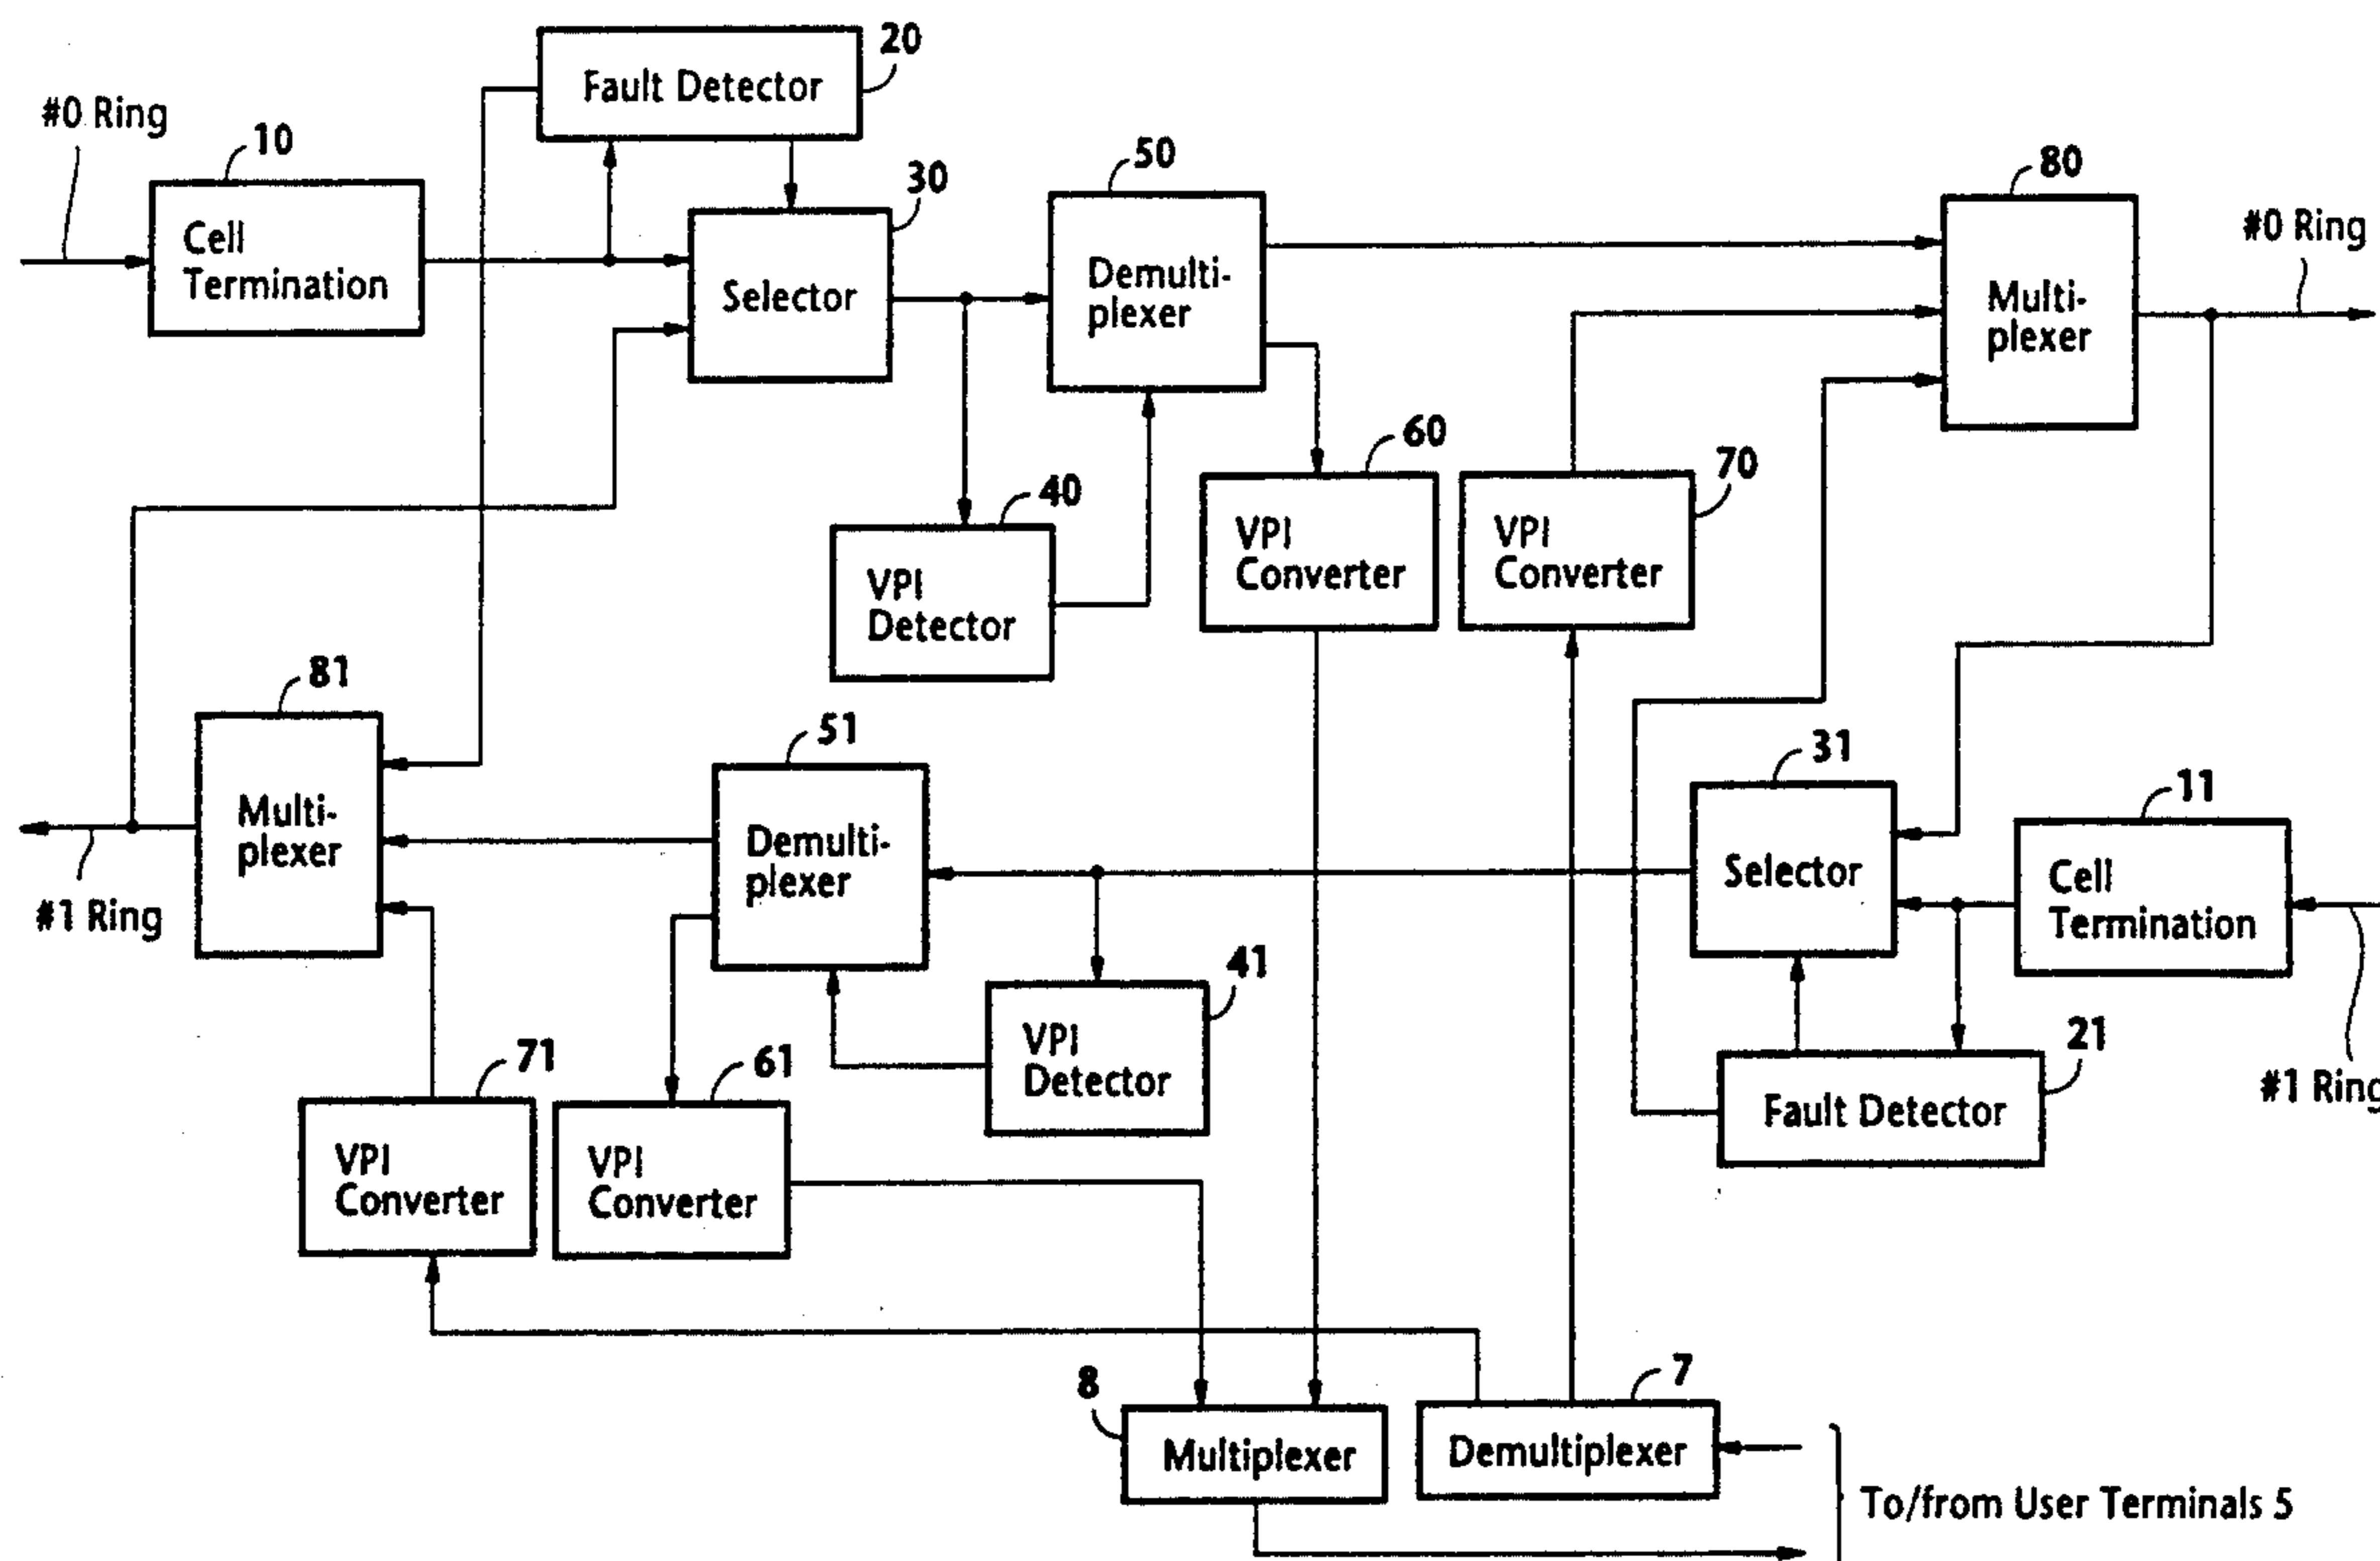 20
Fault Detector
#0 Ring
10
Cell
Termination
30
Selector
50
Demulti-
plexer
80
Multi-
plexer
#0 Ring
40
VPI
Detector
60
VPI
Converter
70
VPI
Converter
81
Multi-
plexer
#1 Ring
51
Demulti-
plexer
31
Selector
11
Cell
Termination
#1 Ring
41
VPI
Detector
21
Fault Detector
71
VPI
Converter
61
VPI
Converter
8
Multiplexer
7
Demultiplexer
To/from User Terminals 5